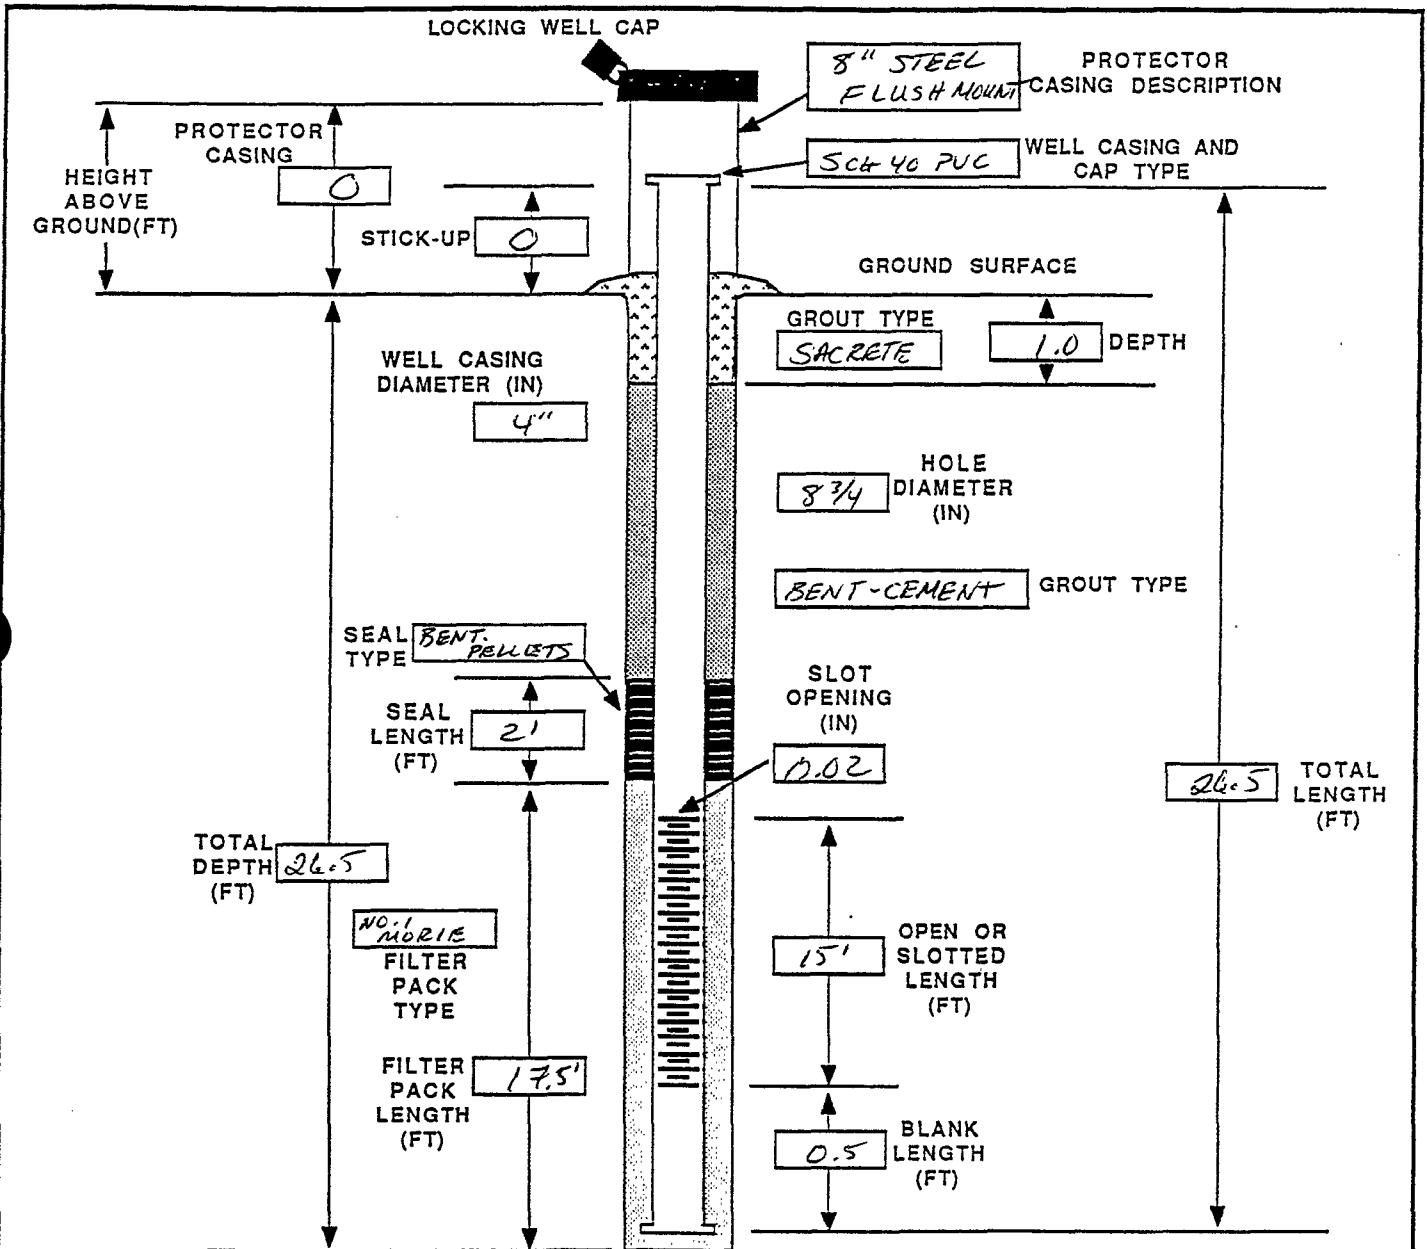 LOCKING WELL CAP
8" STEEL
FLUSH MOUNT
PROTECTOR
CASING DESCRIPTION
PROTECTOR
CASING
0
HEIGHT
ABOVE
GROUND(FT)
STICK-UP
0
SCH 40 PVC
WELL CASING AND
CAP TYPE
GROUND SURFACE
GROUT TYPE
SACRETE
1.0
DEPTH
WELL CASING
DIAMETER (IN)
4"
8 3/4
HOLE
DIAMETER
(IN)
BENT-CEMENT
GROUT TYPE
SEAL
TYPE
BENT.
PELLETS
SEAL
LENGTH
(FT)
2'
SLOT
OPENING
(IN)
0.02
26.5
TOTAL
LENGTH
(FT)
TOTAL
DEPTH
(FT)
26.5
NO.1
MORIE
FILTER
PACK
TYPE
15'
OPEN OR
SLOTTED
LENGTH
(FT)
FILTER
PACK
LENGTH
(FT)
17.5'
0.5
BLANK
LENGTH
(FT)